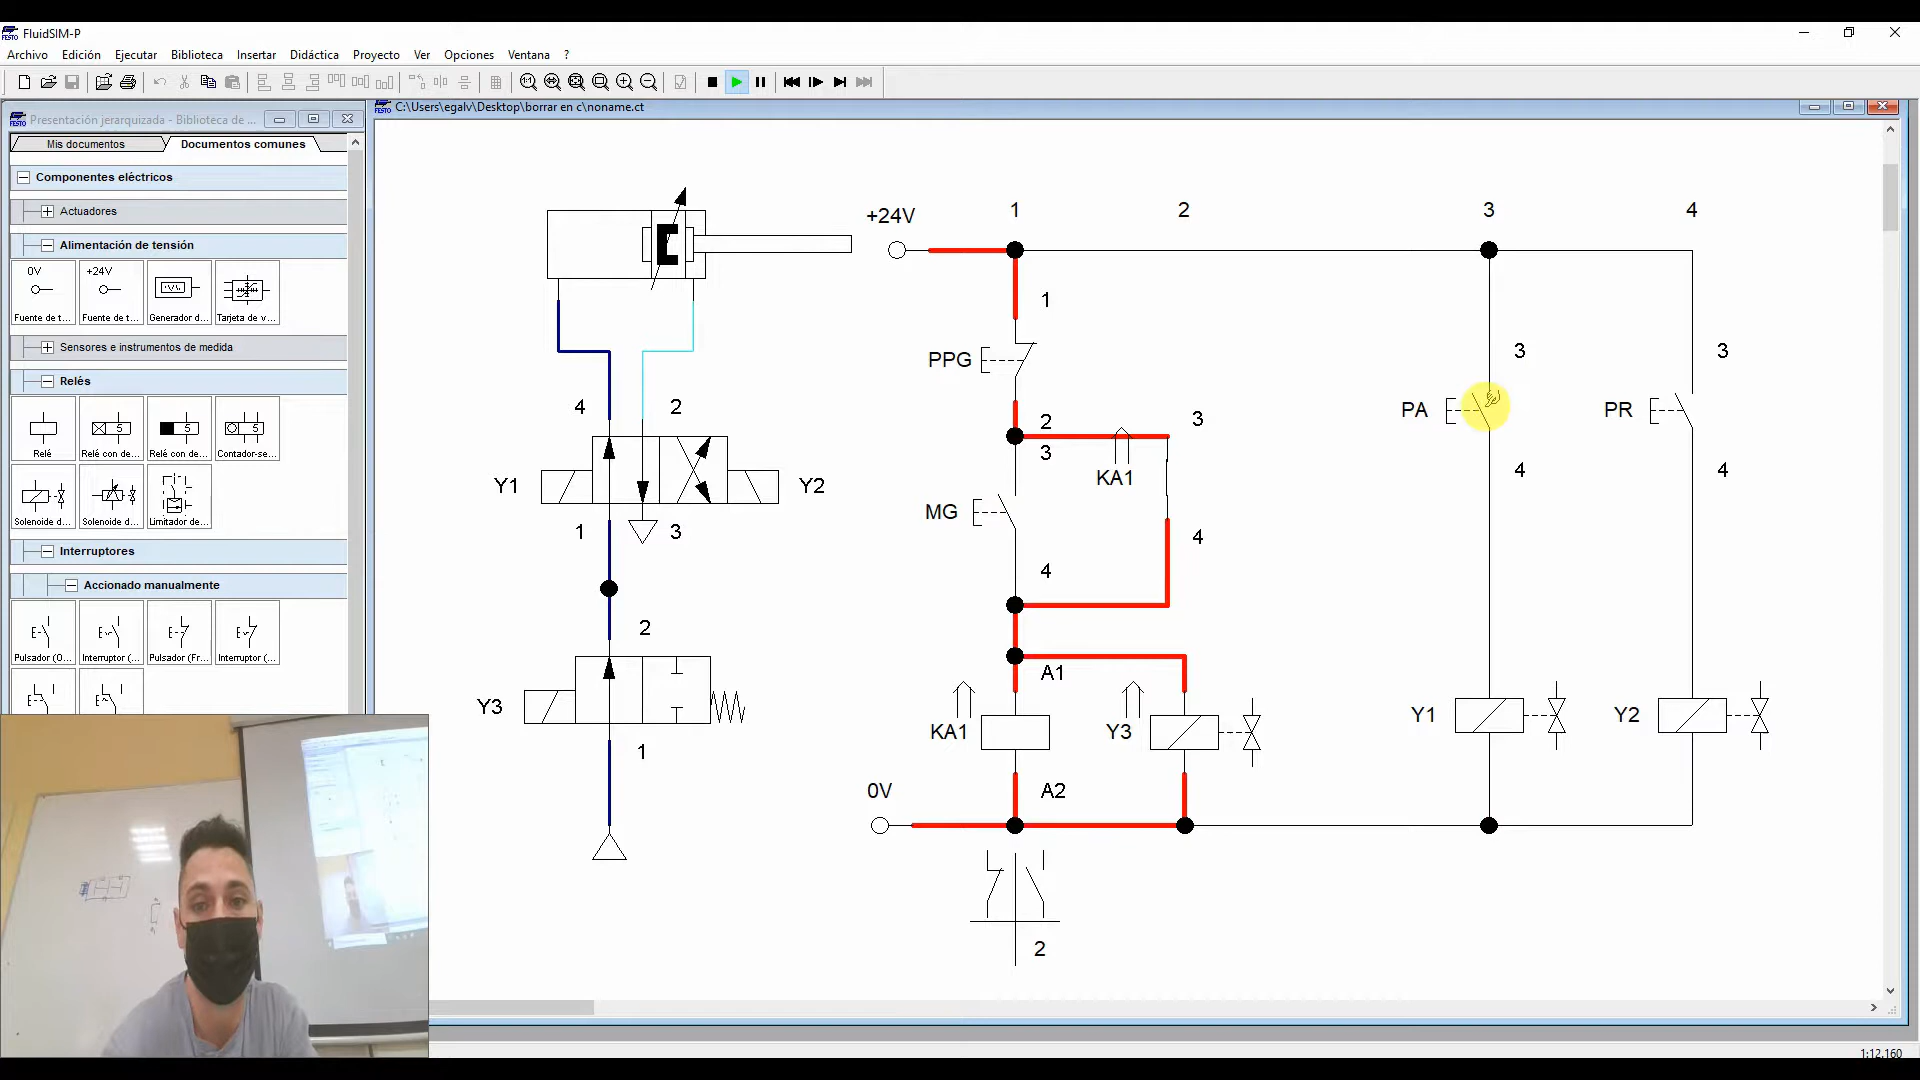 FluidSIM-P
Archivo Edición Ejecutar Biblioteca Insertar Didáctica Proyecto Ver Opciones Ventana ?
Presentación jerarquizada - Biblioteca de ...
C:\Users\egalv\Desktop\borrar en c\noname.ct
Mis documentos Documentos comunes
Componentes eléctricos
Actuadores
Alimentación de tensión
0V +24V
Fuente de t... Fuente de t... Generador d... Tarjeta de v...
Sensores e instrumentos de medida
Relés
5 5 5
Relé Relé con de... Relé con de... Contador-se...
Solenoide d... Solenoide d... Limitador de...
Interruptores
Accionado manualmente
Pulsador (O... Interruptor (... Pulsador (Fr... Interruptor (...
4 2
Y1 Y2
1 3
2
Y3
1
+24V 1 2 3 4
1
PPG
3 3
2 3
3 KA1
PA PR
MG
4 4
4
4
A1
KA1 Y3 Y1 Y2
0V A2
2
1:12.160